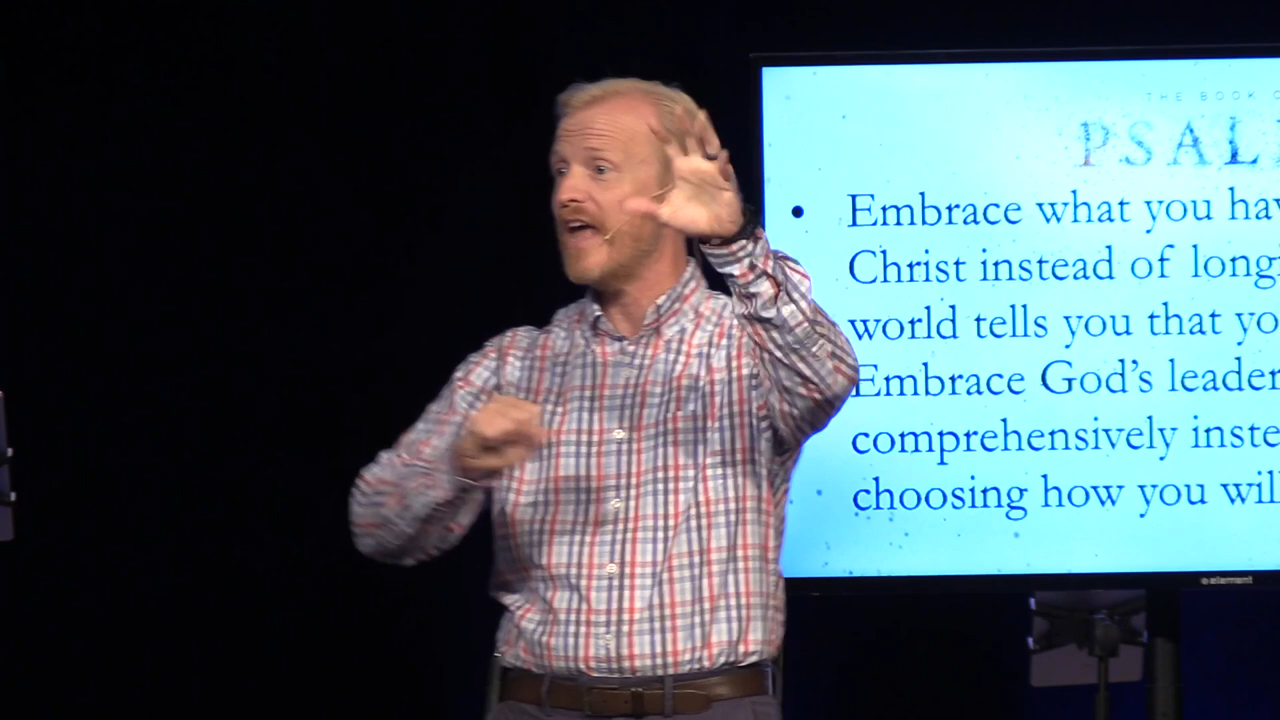 THE BOOK O
PSAL
• Embrace what you hav
Christ instead of long
world tells you that yo
Embrace God's leader
comprehensively inste
choosing how you wil
element